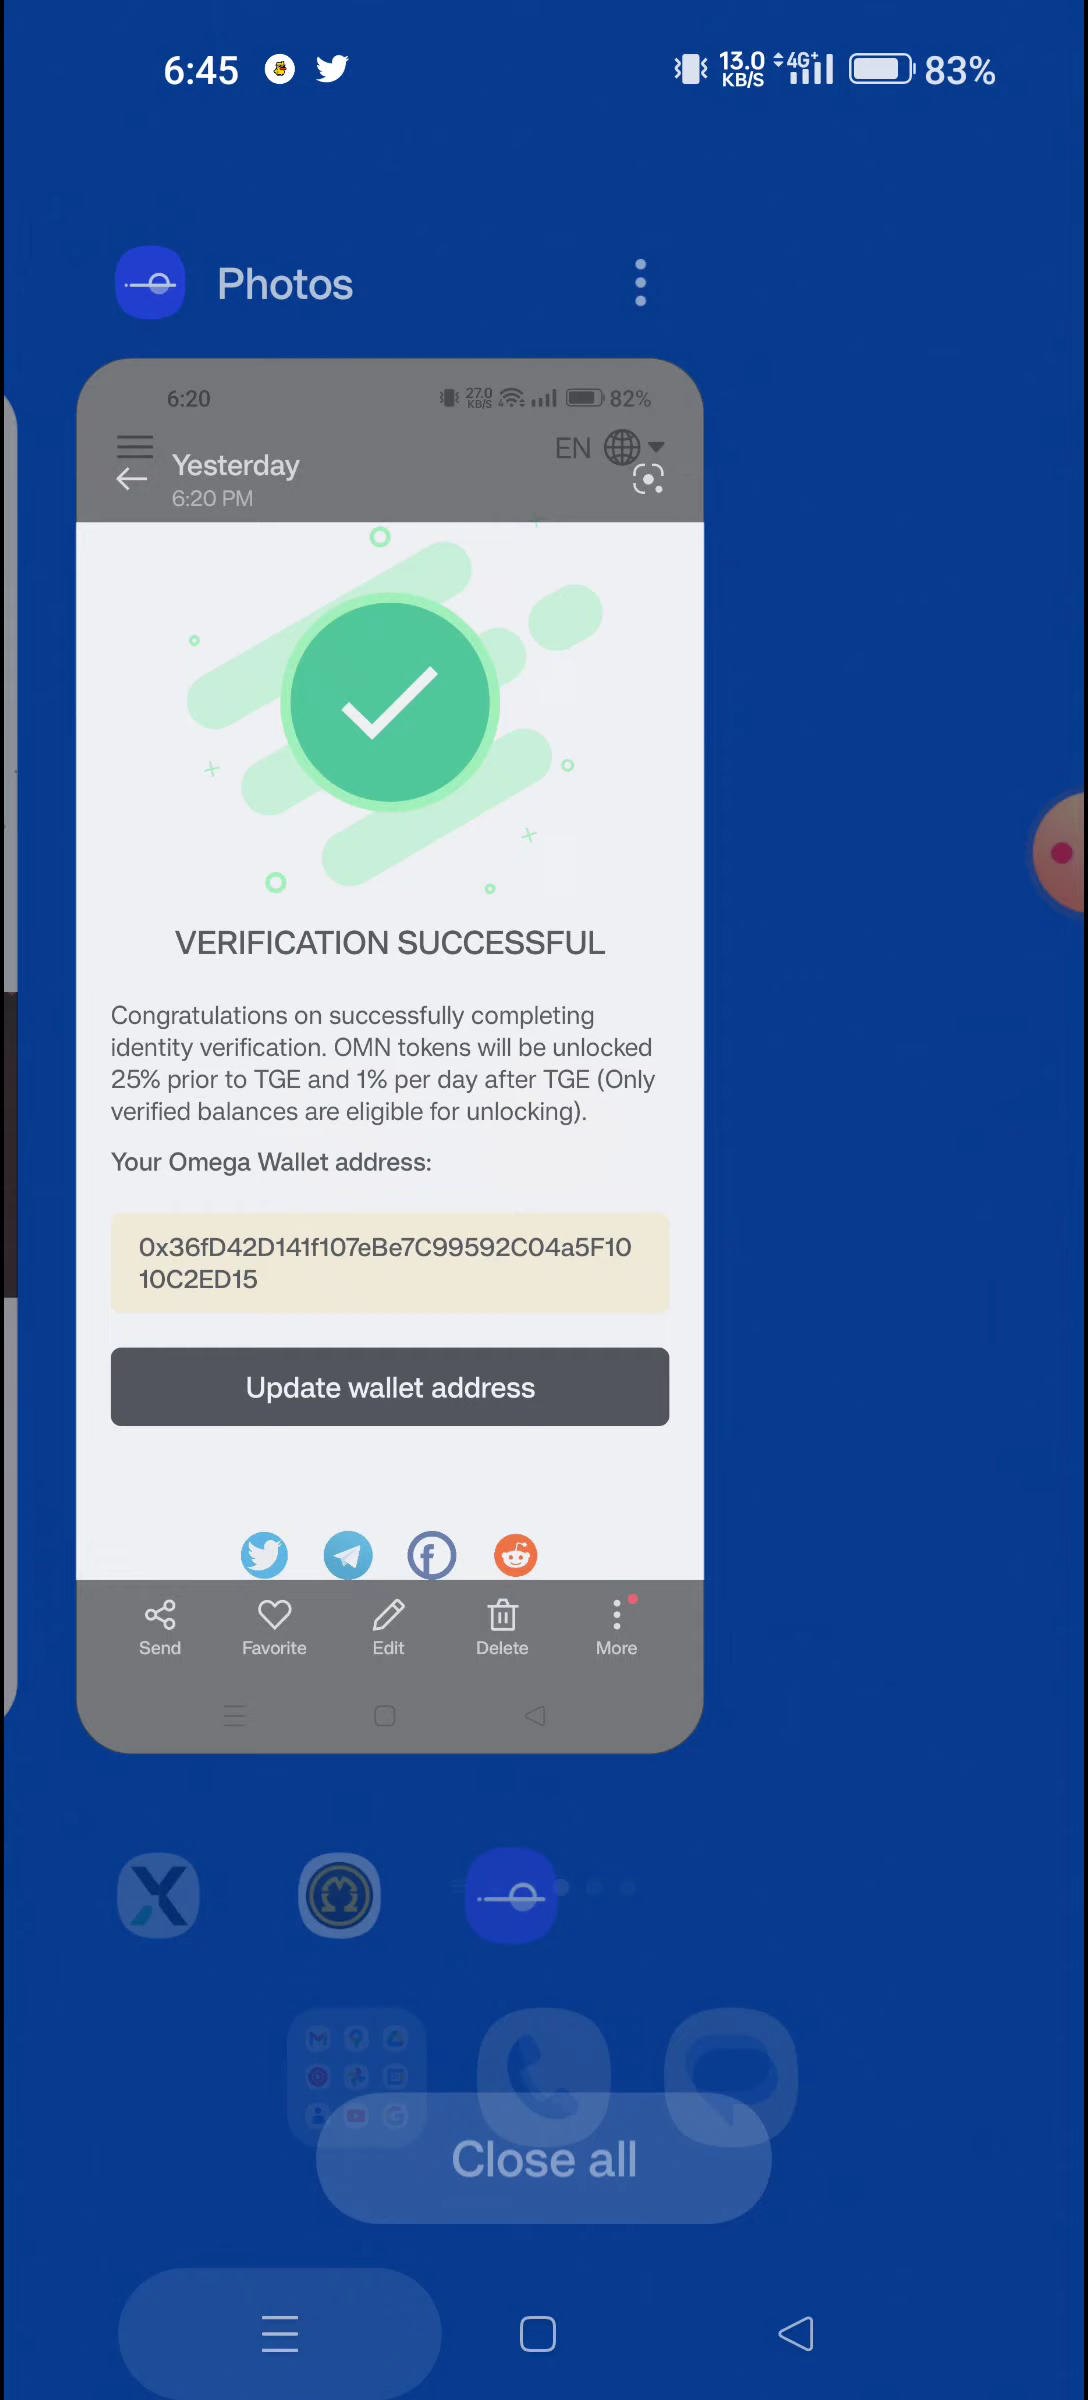 6:45
13.0 KB/S
4G+
83%
Photos
6:20
27.0 KB/S
82%
EN
Yesterday
6:20 PM
VERIFICATION SUCCESSFUL
Congratulations on successfully completing
identity verification. OMN tokens will be unlocked
25% prior to TGE and 1% per day after TGE (Only
verified balances are eligible for unlocking).
Your Omega Wallet address:
0x36fD42D141f107eBe7C99592C04a5F10
10C2ED15
Update wallet address
Send
Favorite
Edit
Delete
More
Close all